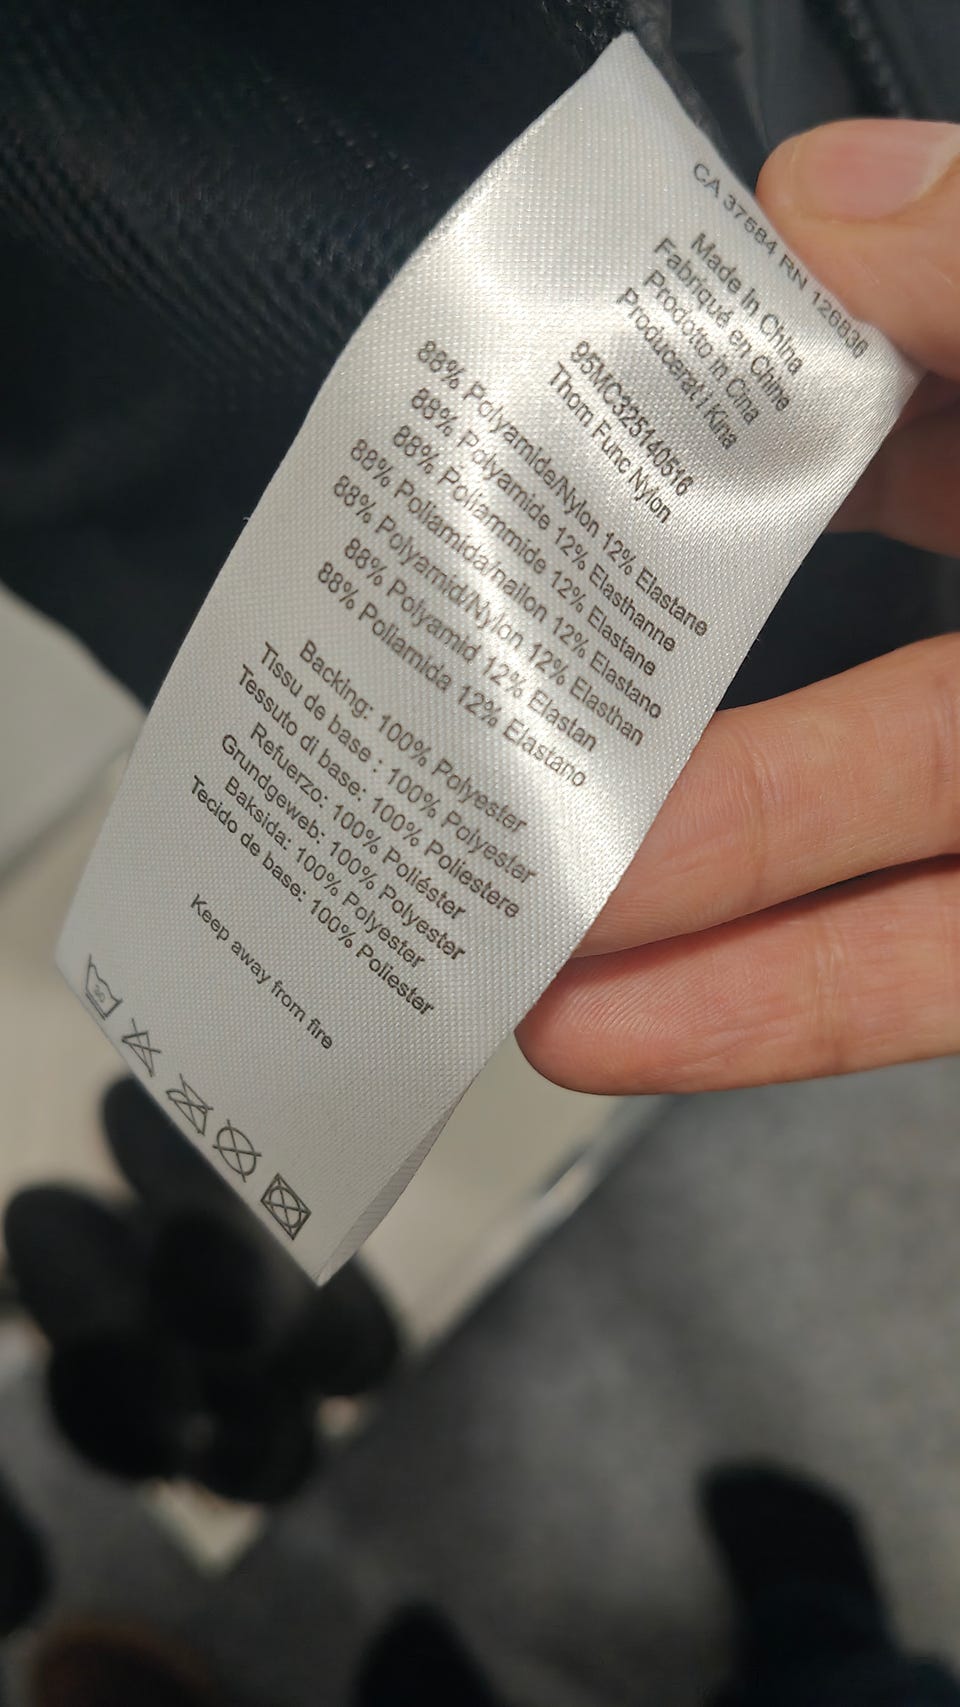 CA 37684 RN 126836
Made in China
Fabriqué en Chine
Prodotto in Cina
Producerat i Kina
95MC325140516
Thom Func Nylon
88% Polyamide/Nylon 12% Elastane
88% Polyamide 12% Elasthanne
88% Poliammide 12% Elastane
88% Poliamida/nailon 12% Elastano
88% Polyamid/Nylon 12% Elasthan
88% Polyamid 12% Elastan
88% Poliamida 12% Elastano
Backing: 100% Polyester
Tissu de base : 100% Polyester
Tessuto di base: 100% Poliestere
Refuerzo: 100% Poliéster
Grundgeweb: 100% Polyester
Baksida: 100% Polyester
Tecido de base: 100% Poliester
Keep away from fire
30